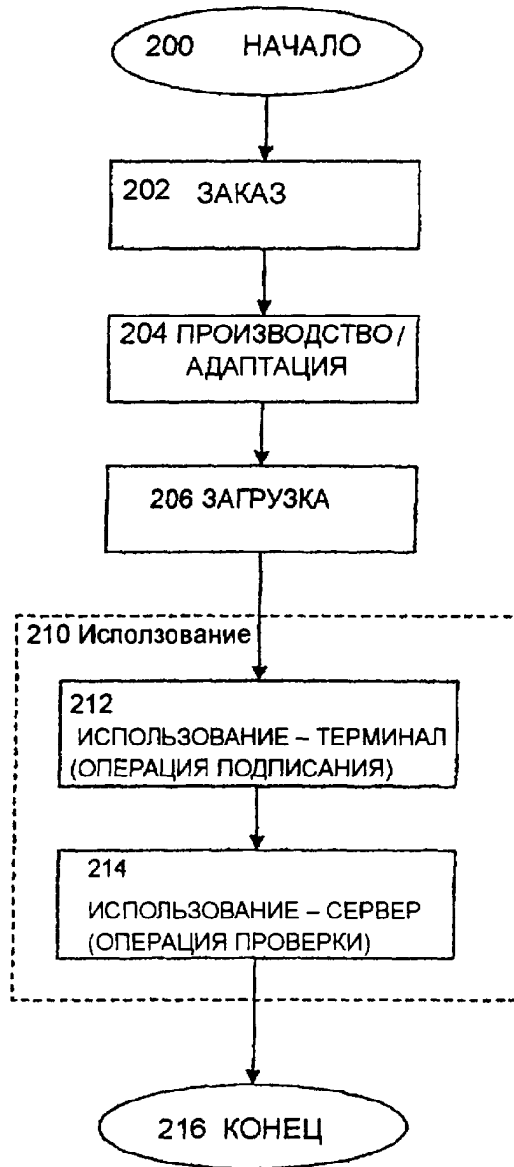 200 НАЧАЛО
202 ЗАКАЗ
204 ПРОИЗВОДСТВО /
АДАПТАЦИЯ
206 ЗАГРУЗКА
210 Исползование
212
ИСПОЛЬЗОВАНИЕ – ТЕРМИНАЛ
(ОПЕРАЦИЯ ПОДПИСАНИЯ)
214
ИСПОЛЬЗОВАНИЕ – СЕРВЕР
(ОПЕРАЦИЯ ПРОВЕРКИ)
216 КОНЕЦ